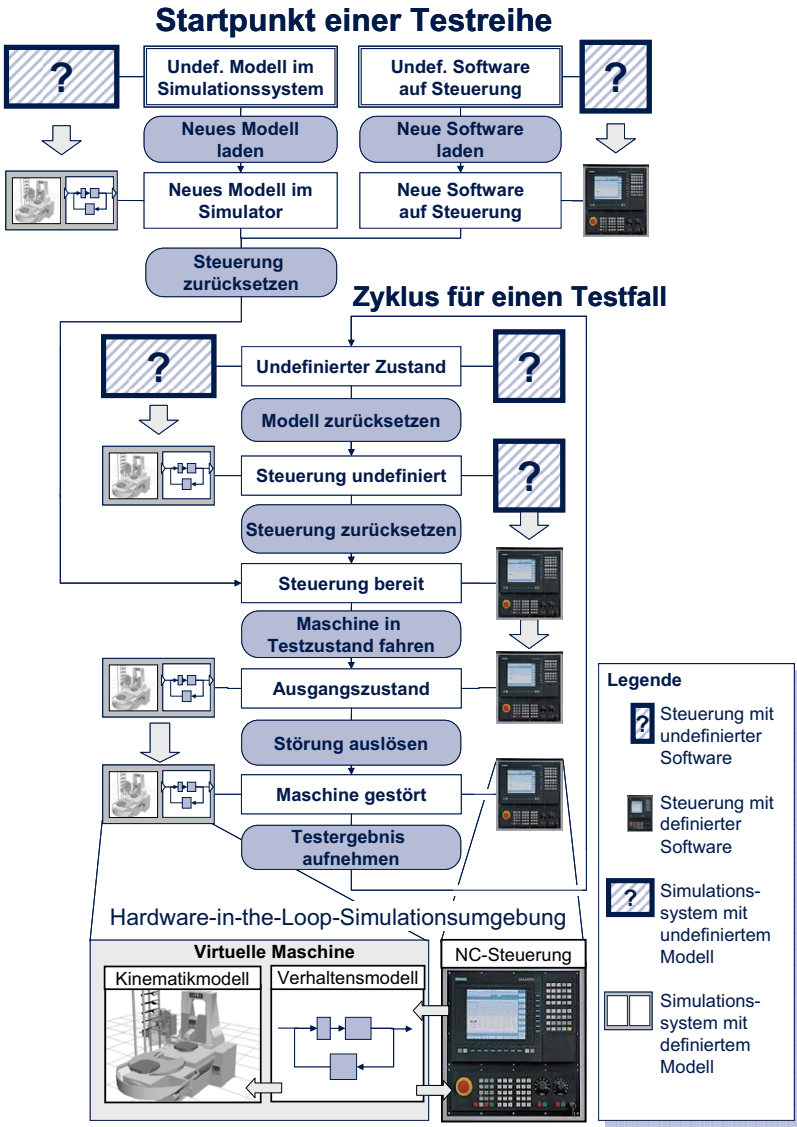 Startpunkt einer Testreihe
?
Undef. Modell im
Simulationssystem
Undef. Software
auf Steuerung
?
Neues Modell
laden
Neue Software
laden
Neues Modell im
Simulator
Neue Software
auf Steuerung
Steuerung
zurücksetzen
Zyklus für einen Testfall
?
Undefinierter Zustand
?
Modell zurücksetzen
Steuerung undefiniert
?
Steuerung zurücksetzen
Steuerung bereit
Maschine in
Testzustand fahren
Ausgangszustand
Störung auslösen
Maschine gestört
Testergebnis
aufnehmen
Legende
?
Steuerung mit
undefinierter
Software
Steuerung mit
definierter
Software
?
Simulations-
system mit
undefiniertem
Modell
Simulations-
system mit
definiertem
Modell
Hardware-in-the-Loop-Simulationsumgebung
Virtuelle Maschine
Kinematikmodell
Verhaltensmodell
NC-Steuerung